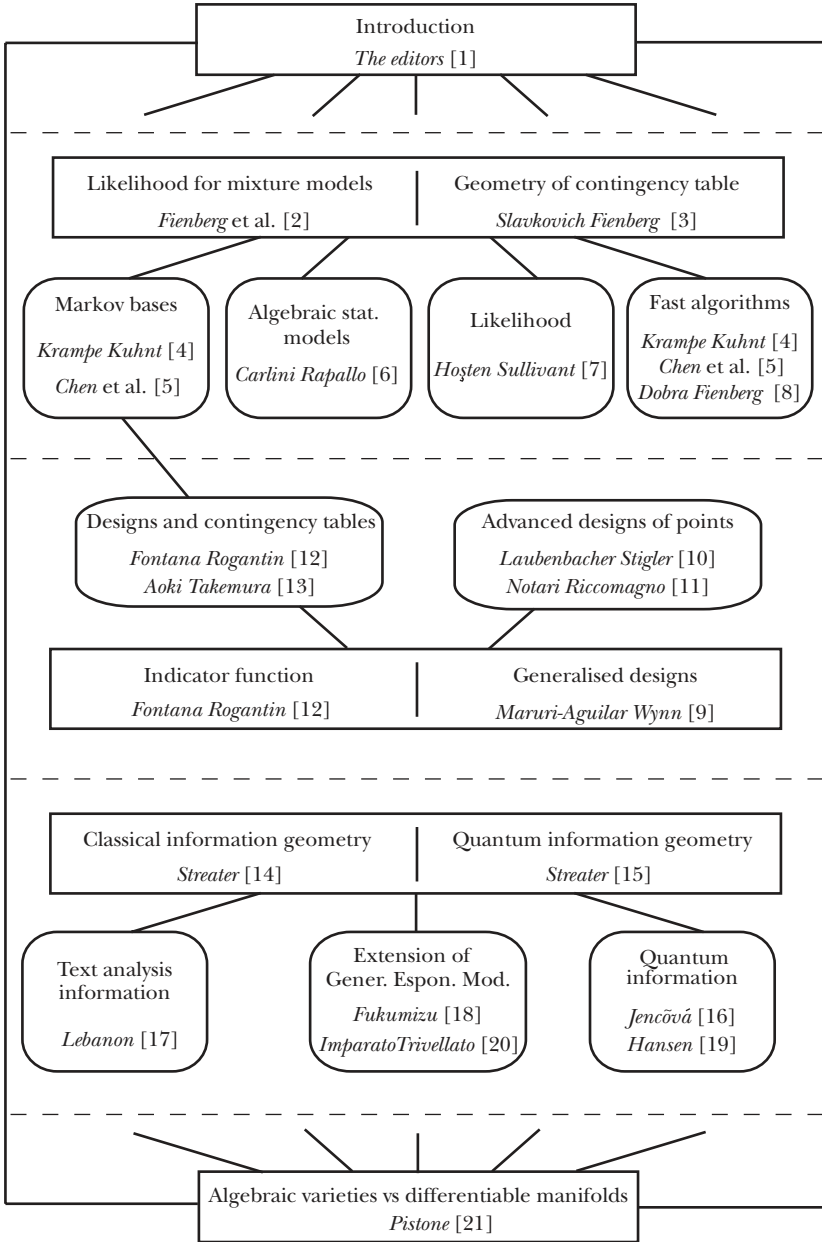 Introduction
The editors [1]
Likelihood for mixture models
Fienberg et al. [2]
Geometry of contingency table
Slavkovich Fienberg [3]
Markov bases
Krampe Kuhnt [4]
Chen et al. [5]
Algebraic stat.
models
Carlini Rapallo [6]
Likelihood
Hoşten Sullivant [7]
Fast algorithms
Krampe Kuhnt [4]
Chen et al. [5]
Dobra Fienberg [8]
Designs and contingency tables
Fontana Rogantin [12]
Aoki Takemura [13]
Advanced designs of points
Laubenbacher Stigler [10]
Notari Riccomagno [11]
Indicator function
Fontana Rogantin [12]
Generalised designs
Maruri-Aguilar Wynn [9]
Classical information geometry
Streater [14]
Quantum information geometry
Streater [15]
Text analysis
information
Lebanon [17]
Extension of
Gener. Espon. Mod.
Fukumizu [18]
ImparatoTrivellato [20]
Quantum
information
Jencõvá [16]
Hansen [19]
Algebraic varieties vs differentiable manifolds
Pistone [21]